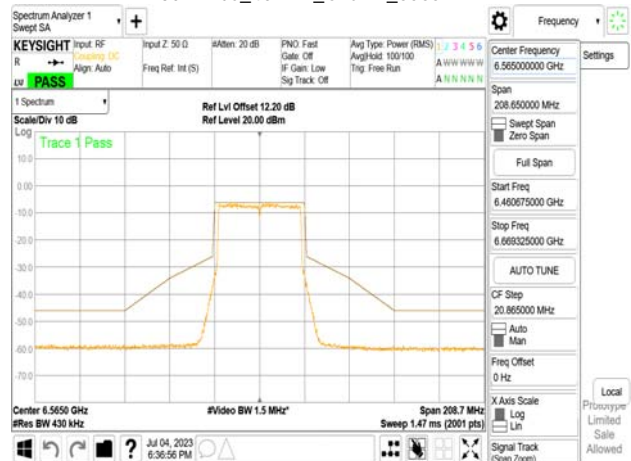 Spectrum Analyzer 1
Swept SA
Frequency
KEYSIGHT
R
PASS
Input: RF
Coupling: DC
Align: Auto
Input Z: 50 Ω
Freq Ref: Int (S)
#Atten: 20 dB
PNO: Fast
Gate: Off
IF Gain: Low
Sig Track: Off
Avg Type: Power (RMS)
Avg|Hold: 100/100
Trig: Free Run
1 2 3 4 5 6
A W W W W W
A N N N N N
Center Frequency
6.565000000 GHz
Settings
Span
208.650000 MHz
Swept Span
Zero Span
Full Span
Start Freq
6.460675000 GHz
Stop Freq
6.669325000 GHz
AUTO TUNE
CF Step
20.865000 MHz
Auto
Man
Freq Offset
0 Hz
X Axis Scale
Log
Lin
Signal Track
(Span Zoom)
Local
Prototype
Limited
Sale
Allowed
1 Spectrum
Scale/Div 10 dB
Ref Lvl Offset 12.20 dB
Ref Level 20.00 dBm
Log
Trace 1 Pass
10.0
0.00
-10.0
-20.0
-30.0
-40.0
-50.0
-60.0
-70.0
Center 6.5650 GHz
#Res BW 430 kHz
#Video BW 1.5 MHz*
Span 208.7 MHz
Sweep 1.47 ms (2001 pts)
?
Jul 04, 2023
6:36:56 PM